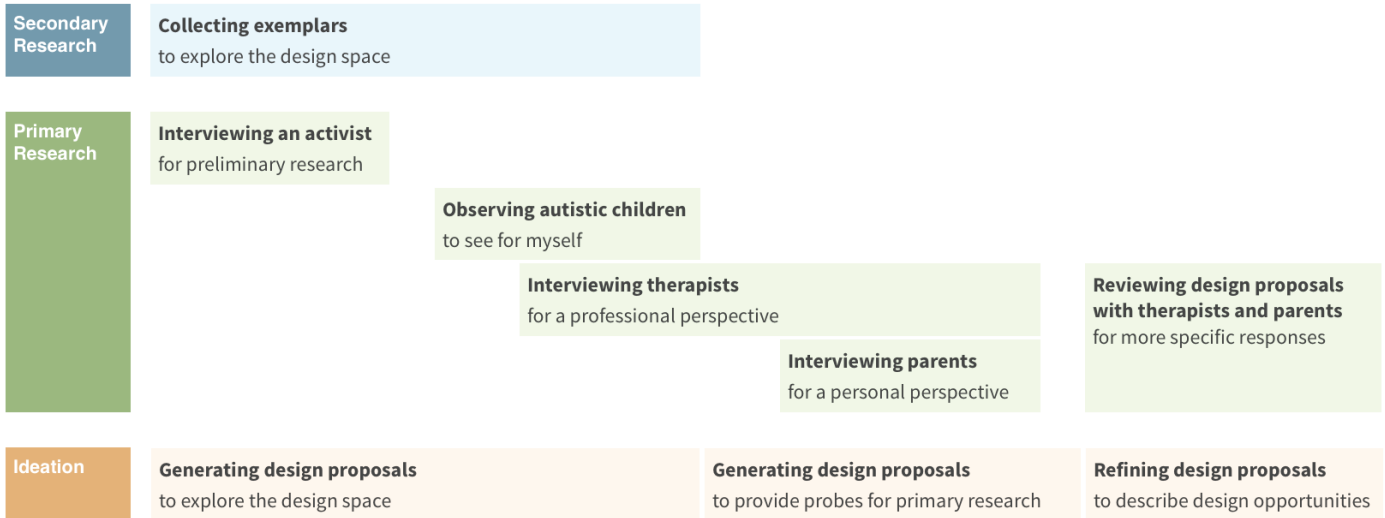 Secondary
Research
Collecting exemplars
to explore the design space
Primary
Research
Interviewing an activist
for preliminary research
Observing autistic children
to see for myself
Interviewing therapists
for a professional perspective
Interviewing parents
for a personal perspective
Reviewing design proposals
with therapists and parents
for more specific responses
Ideation
Generating design proposals
to explore the design space
Generating design proposals
to provide probes for primary research
Refining design proposals
to describe design opportunities